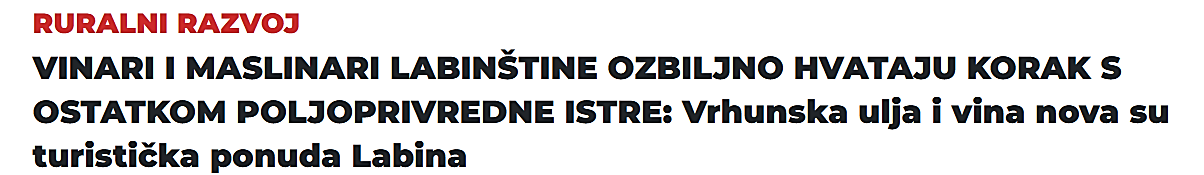 RURALNI RAZVOJ
VINARI I MASLINARI LABINŠTINE OZBILJNO HVATAJU KORAK S
OSTATKOM POLJOPRIVREDNE ISTRE: Vrhunska ulja i vina nova su
turistička ponuda Labina